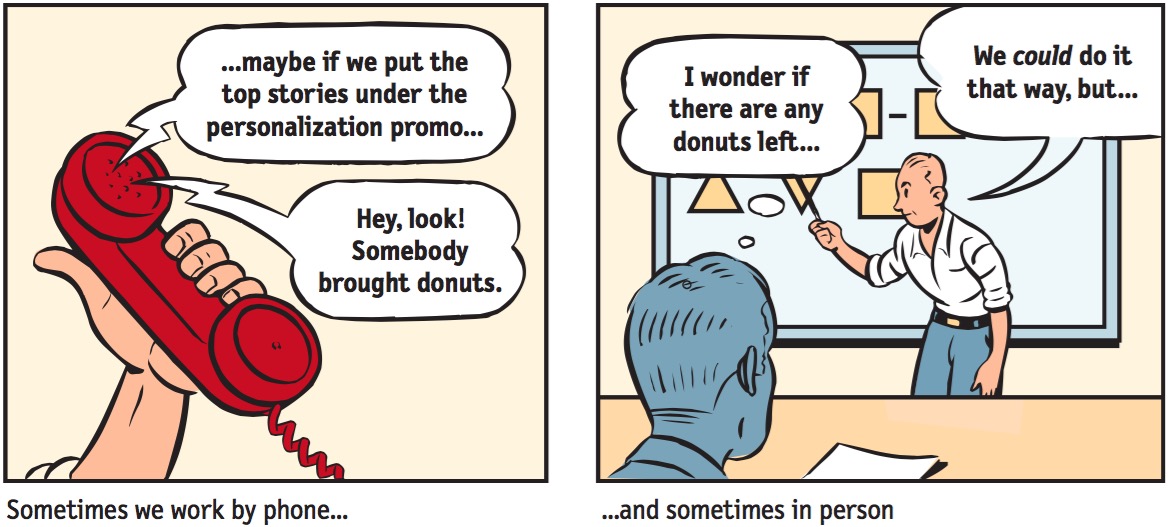 ...maybe if we put the
top stories under the
personalization promo...
Hey, look!
Somebody
brought donuts.
Sometimes we work by phone...
I wonder if
there are any
donuts left...
We could do it
that way, but...
...and sometimes in person